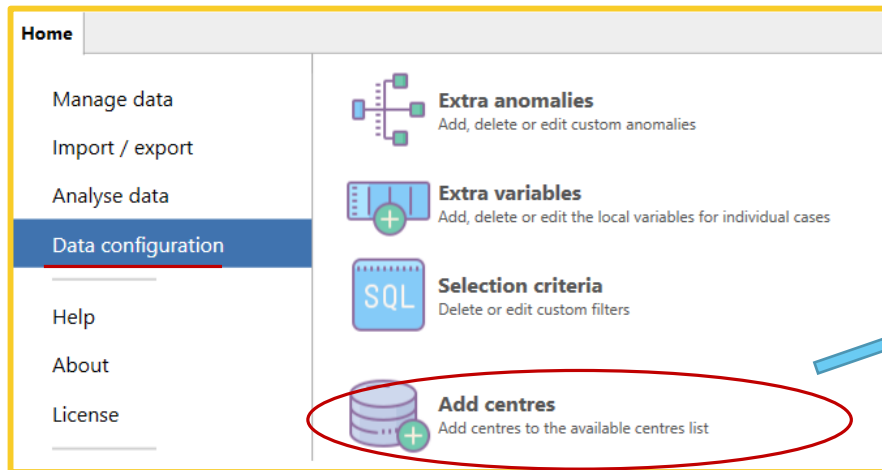 Home
Manage data
Import / export
Analyse data
Data configuration
Help
About
License
Extra anomalies
Add, delete or edit custom anomalies
Extra variables
Add, delete or edit the local variables for individual cases
SQL
Selection criteria
Delete or edit custom filters
Add centres
Add centres to the available centres list